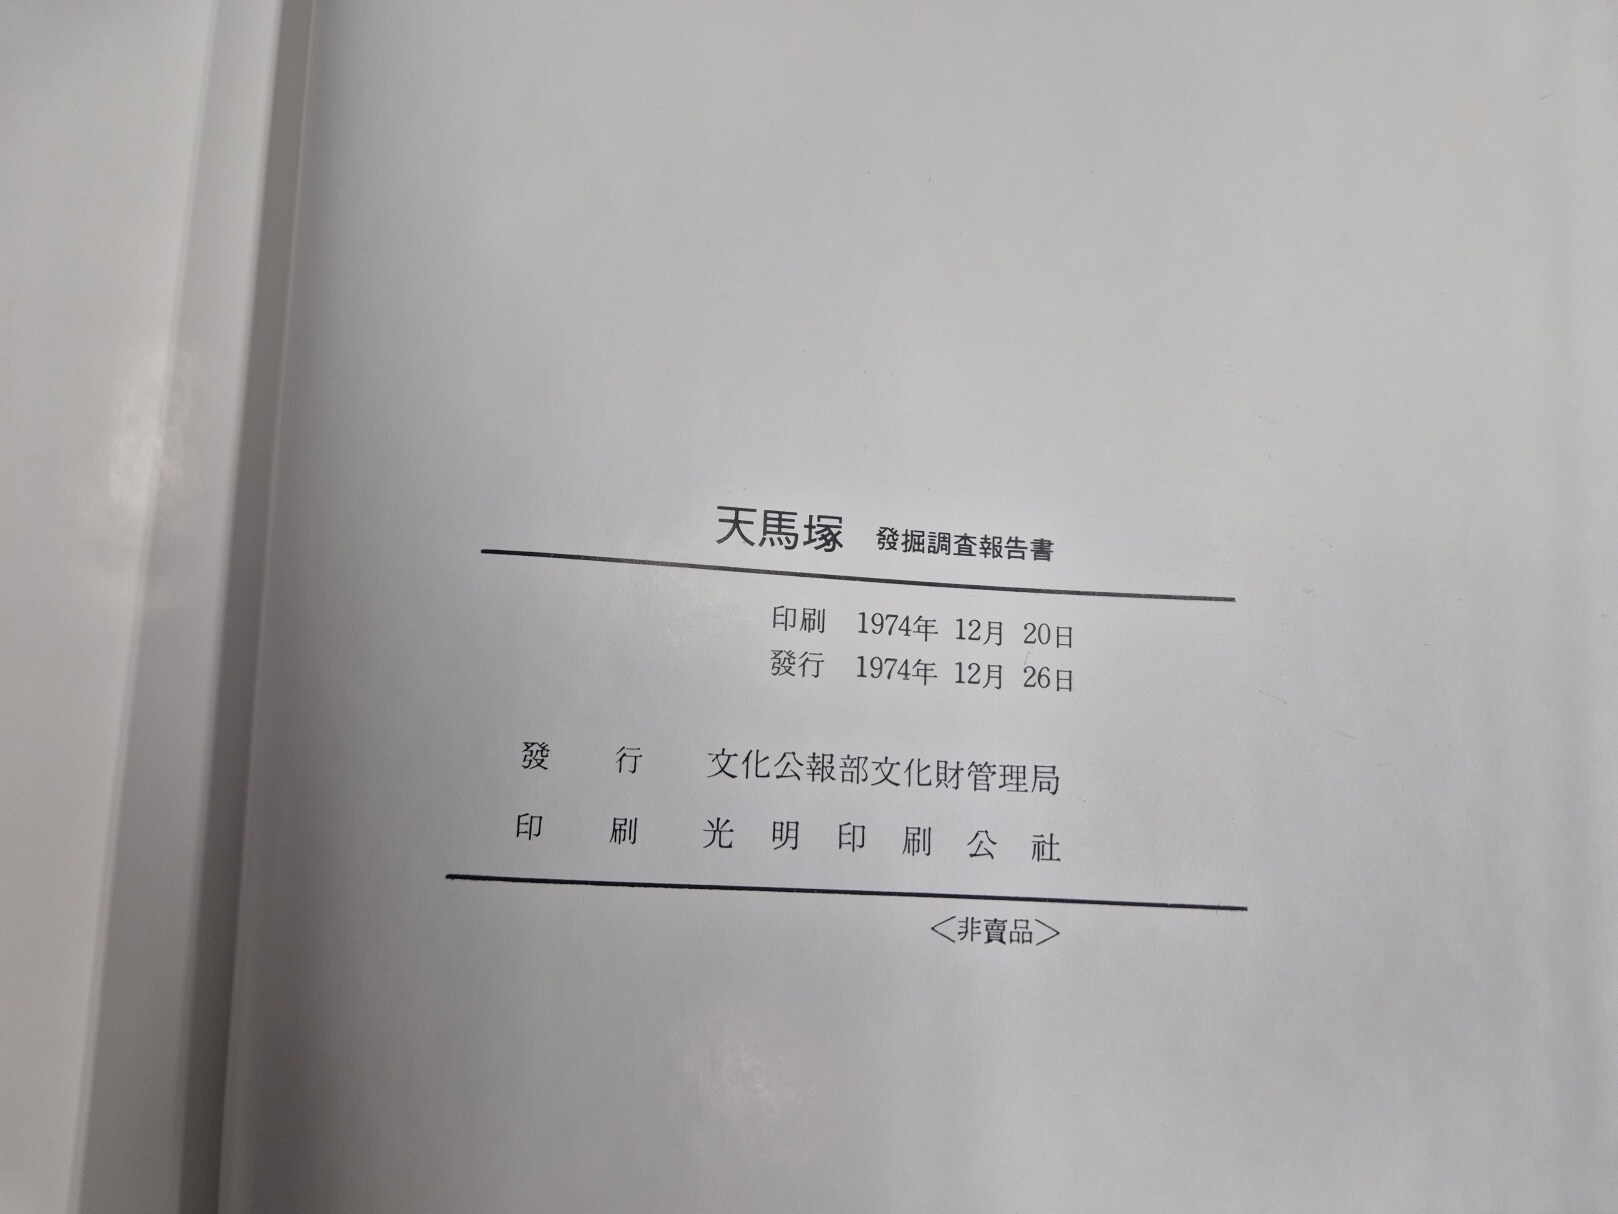 天馬塚 發掘調査報告書
印刷 1974年 12月 20日
發行 1974年 12月 26日
發行 文化公報部文化財管理局
印刷 光明印刷公社
<非賣品>